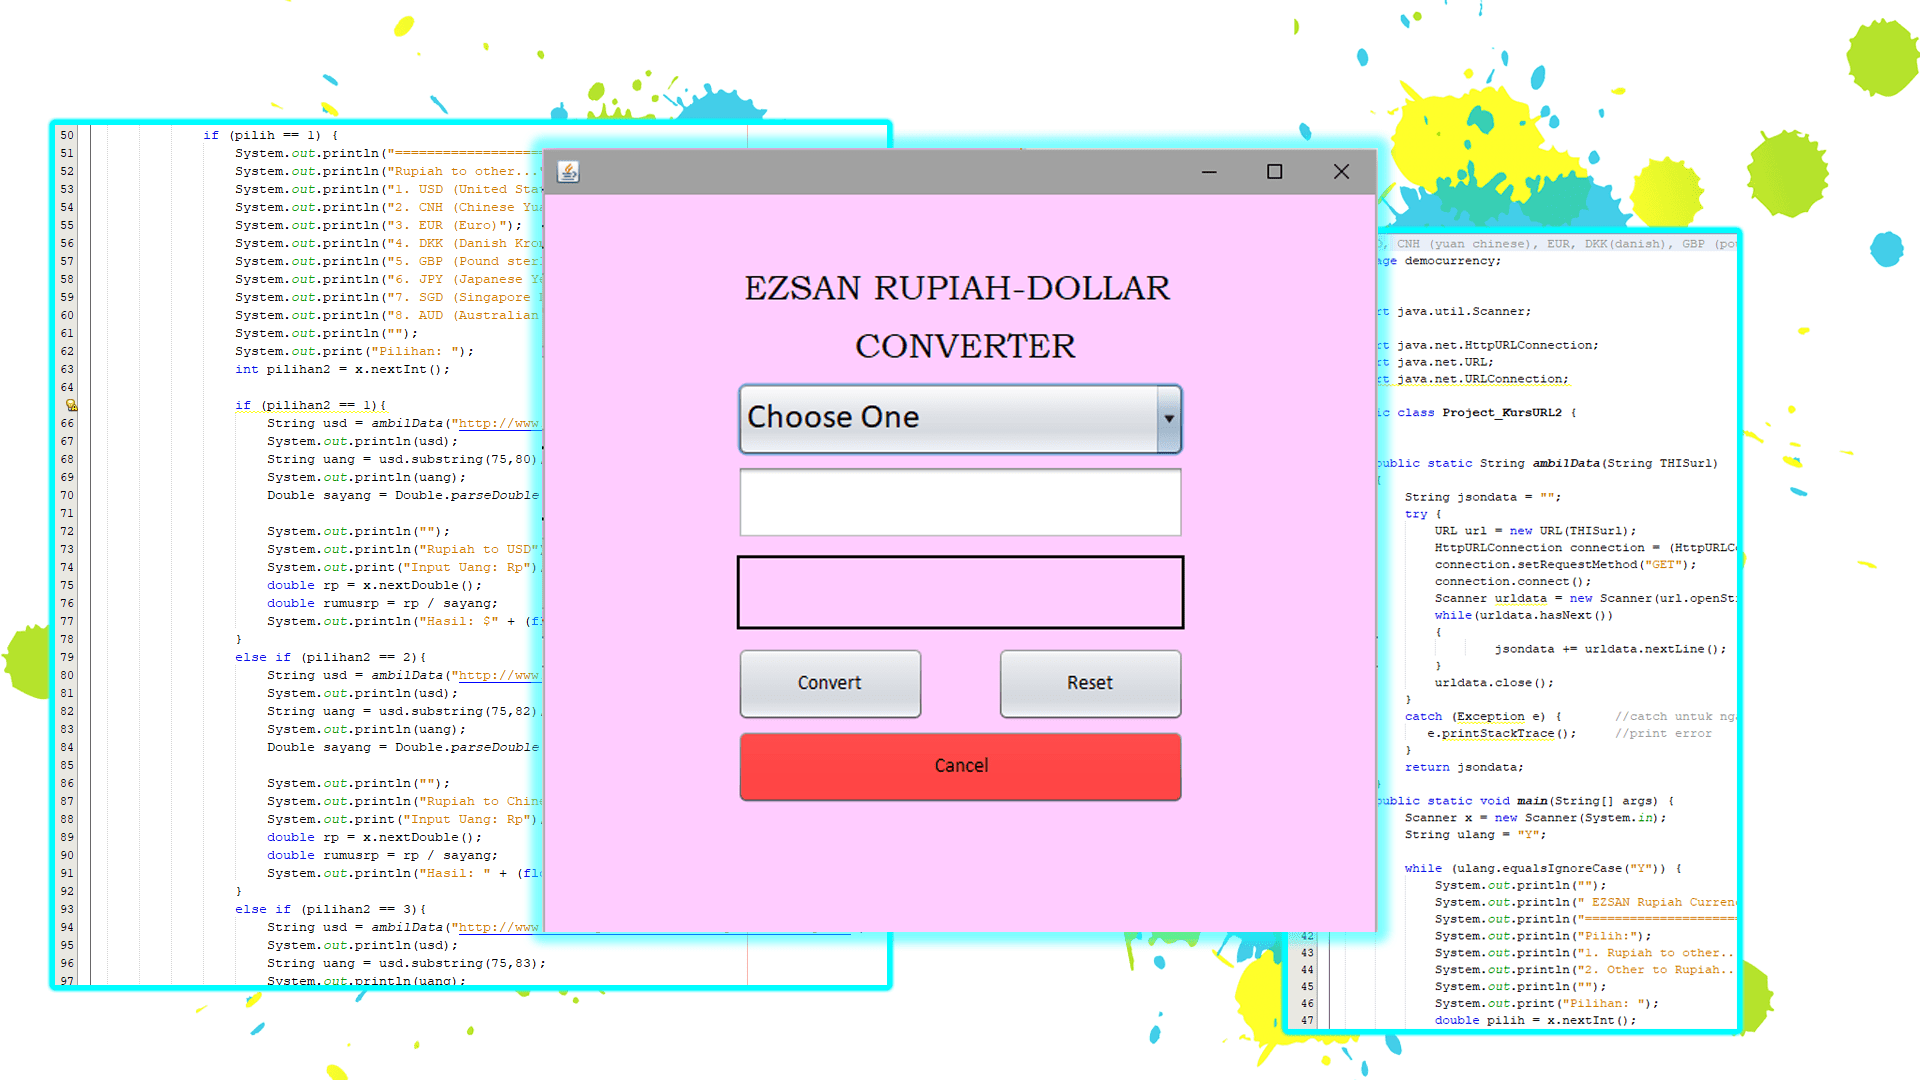 50 if (pilih == 1) {
51 System.out.println("==================
52 System.out.println("Rupiah to other...
53 System.out.println("1. USD (United Sta
54 System.out.println("2. CNH (Chinese Yua
55 System.out.println("3. EUR (Euro)");
56 System.out.println("4. DKK (Danish Kro
57 System.out.println("5. GBP (Pound ster
58 System.out.println("6. JPY (Japanese Ye
59 System.out.println("7. SGD (Singapore
60 System.out.println("8. AUD (Australian
61 System.out.println("");
62 System.out.print("Pilihan: ");
63 int pilihan2 = x.nextInt();
64
if (pilihan2 == 1){
66 String usd = ambilData("http://www
67 System.out.println(usd);
68 String uang = usd.substring(75,80)
69 System.out.println(uang);
70 Double sayang = Double.parseDouble
71
72 System.out.println("");
73 System.out.println("Rupiah to USD"
74 System.out.print("Input Uang: Rp")
75 double rp = x.nextDouble();
76 double rumusrp = rp / sayang;
77 System.out.println("Hasil: $" + (fl
78 }
79 else if (pilihan2 == 2){
80 String usd = ambilData("http://www
81 System.out.println(usd);
82 String uang = usd.substring(75,82)
83 System.out.println(uang);
84 Double sayang = Double.parseDouble
85
86 System.out.println("");
87 System.out.println("Rupiah to Chin
88 System.out.print("Input Uang: Rp")
89 double rp = x.nextDouble();
90 double rumusrp = rp / sayang;
91 System.out.println("Hasil: " + (flo
92 }
93 else if (pilihan2 == 3){
94 String usd = ambilData("http://www
95 System.out.println(usd);
96 String uang = usd.substring(75,83);
97 System.out.println(uang);
EZSAN RUPIAH-DOLLAR
CONVERTER
Choose One
Convert
Reset
Cancel
, CNH (yuan chinese), EUR, DKK(danish), GBP (po
age democurrency;
rt java.util.Scanner;
rt java.net.HttpURLConnection;
rt java.net.URL;
rt java.net.URLConnection;
ic class Project_KursURL2 {
public static String ambilData(String THISurl)
{
String jsondata = "";
try {
URL url = new URL(THISurl);
HttpURLConnection connection = (HttpURLC
connection.setRequestMethod("GET");
connection.connect();
Scanner urldata = new Scanner(url.openSt
while(urldata.hasNext())
{
jsondata += urldata.nextLine();
}
urldata.close();
}
catch (Exception e) { //catch untuk ng
e.printStackTrace(); //print error
}
return jsondata;
}
public static void main(String[] args) {
Scanner x = new Scanner(System.in);
String ulang = "Y";
while (ulang.equalsIgnoreCase("Y")) {
System.out.println("");
System.out.println(" EZSAN Rupiah Curren
System.out.println("===================
42 System.out.println("Pilih:");
43 System.out.println("1. Rupiah to other..
44 System.out.println("2. Other to Rupiah..
45 System.out.println("");
46 System.out.print("Pilihan: ");
47 double pilih = x.nextInt();